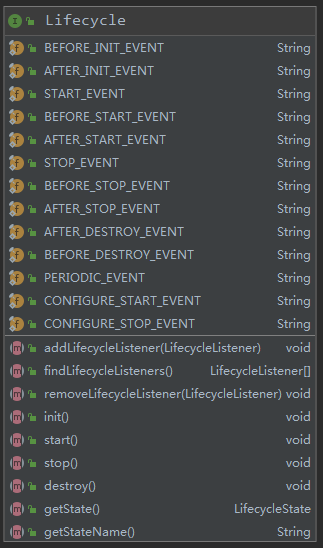 I Lifecycle
f BEFORE_INIT_EVENT String
f AFTER_INIT_EVENT String
f START_EVENT String
f BEFORE_START_EVENT String
f AFTER_START_EVENT String
f STOP_EVENT String
f BEFORE_STOP_EVENT String
f AFTER_STOP_EVENT String
f AFTER_DESTROY_EVENT String
f BEFORE_DESTROY_EVENT String
f PERIODIC_EVENT String
f CONFIGURE_START_EVENT String
f CONFIGURE_STOP_EVENT String
m addLifecycleListener(LifecycleListener) void
m findLifecycleListeners() LifecycleListener[]
m removeLifecycleListener(LifecycleListener) void
m init() void
m start() void
m stop() void
m destroy() void
m getState() LifecycleState
m getStateName() String